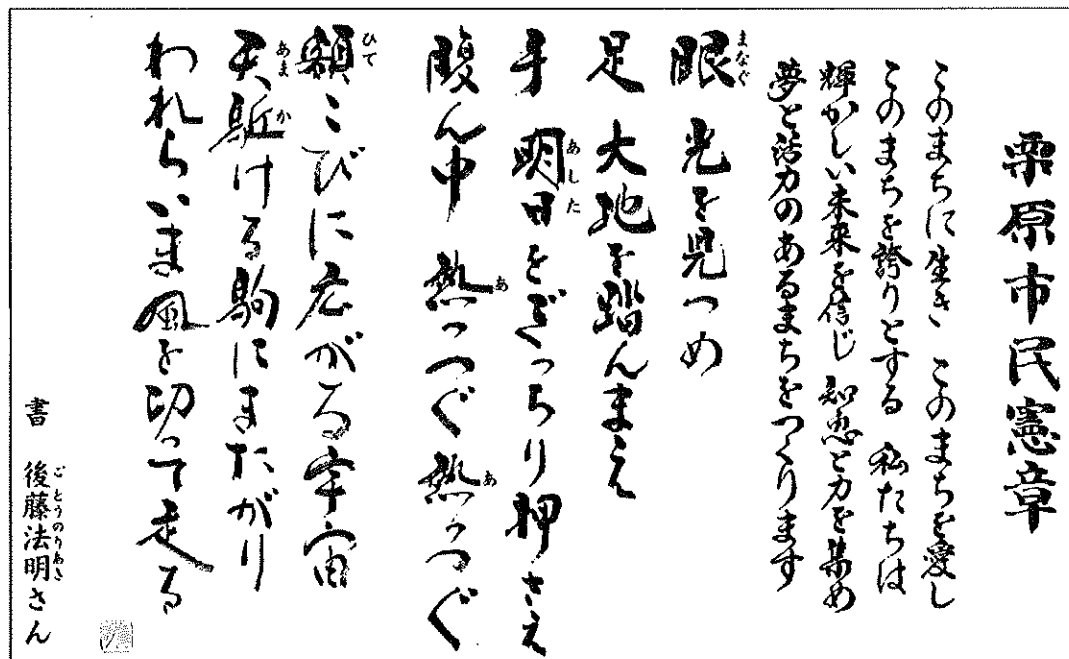 栗原市民憲章
このまちに生き このまちを愛し
このまちを誇りとする 私たちは
輝かしい未来を信じ 知恵と力を集め
夢と活力のあるまちをつくります
眼 光を見つめ
足 大地を踏んまえ
手 明日をぎっちり押さえ
腹ん中 熱っつぐ熱っつぐ
額こびに広がる宇宙
天駈ける駒にまたがり
われらいま風を切って走る
書 後藤法明さん